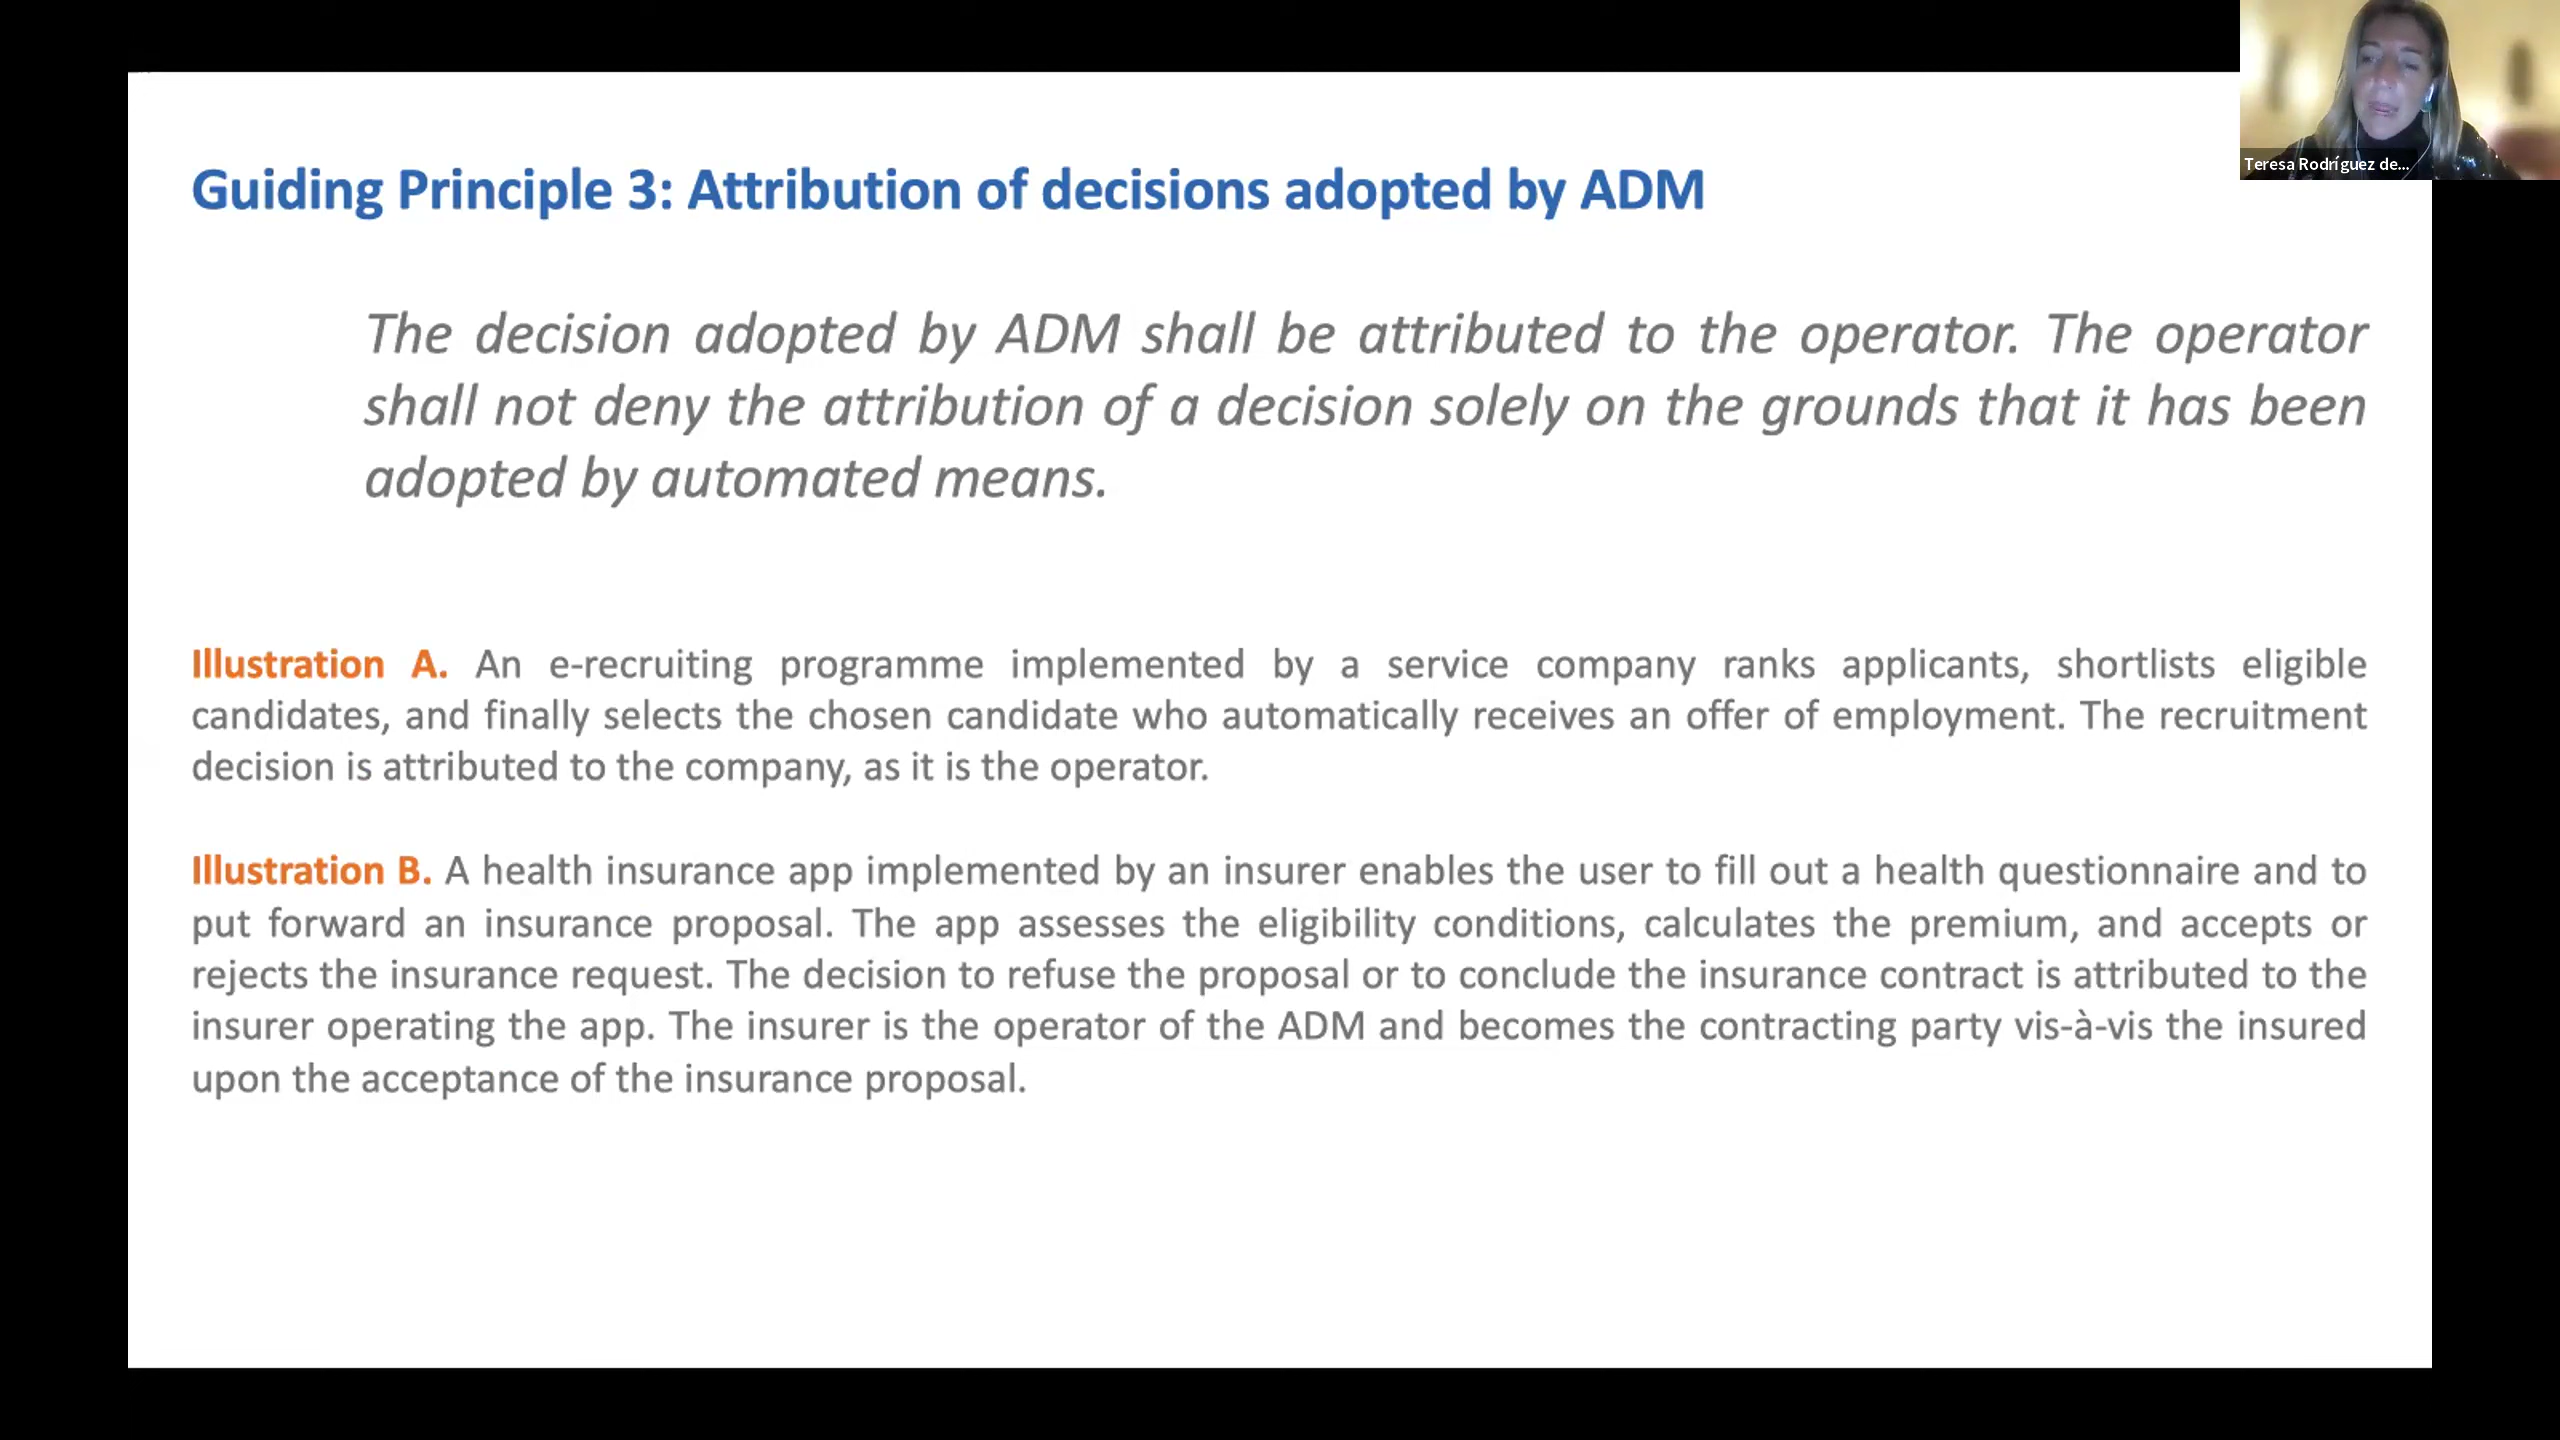 Teresa Rodríguez de...
Guiding Principle 3: Attribution of decisions adopted by ADM
The decision adopted by ADM shall be attributed to the operator. The operator
shall not deny the attribution of a decision solely on the grounds that it has been
adopted by automated means.
Illustration A. An e-recruiting programme implemented by a service company ranks applicants, shortlists eligible
candidates, and finally selects the chosen candidate who automatically receives an offer of employment. The recruitment
decision is attributed to the company, as it is the operator.
Illustration B. A health insurance app implemented by an insurer enables the user to fill out a health questionnaire and to
put forward an insurance proposal. The app assesses the eligibility conditions, calculates the premium, and accepts or
rejects the insurance request. The decision to refuse the proposal or to conclude the insurance contract is attributed to the
insurer operating the app. The insurer is the operator of the ADM and becomes the contracting party vis-à-vis the insured
upon the acceptance of the insurance proposal.